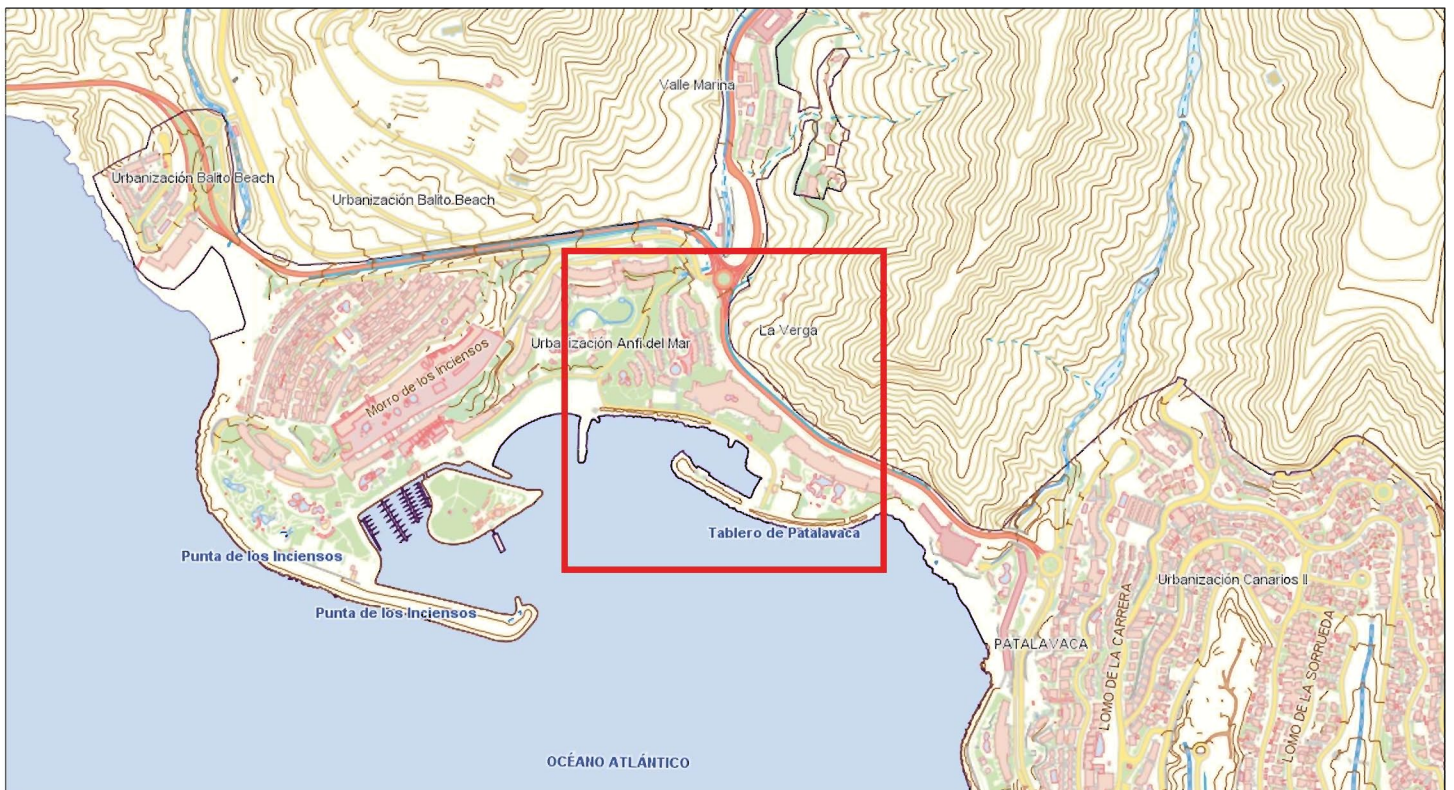 Valle Marina
Urbanización Balito Beach
Urbanización Balito Beach
La Verga
Urbanización Anfi del Mar
Morro de los Inciensos
Tablero de Patalavaca
Punta de los Inciensos
Urbanización Canarios II
Punta de los Inciensos
PATALAVACA
LOMO DE LA CARRERA
LOMO DE LA SORRUEDA
OCÉANO ATLÁNTICO